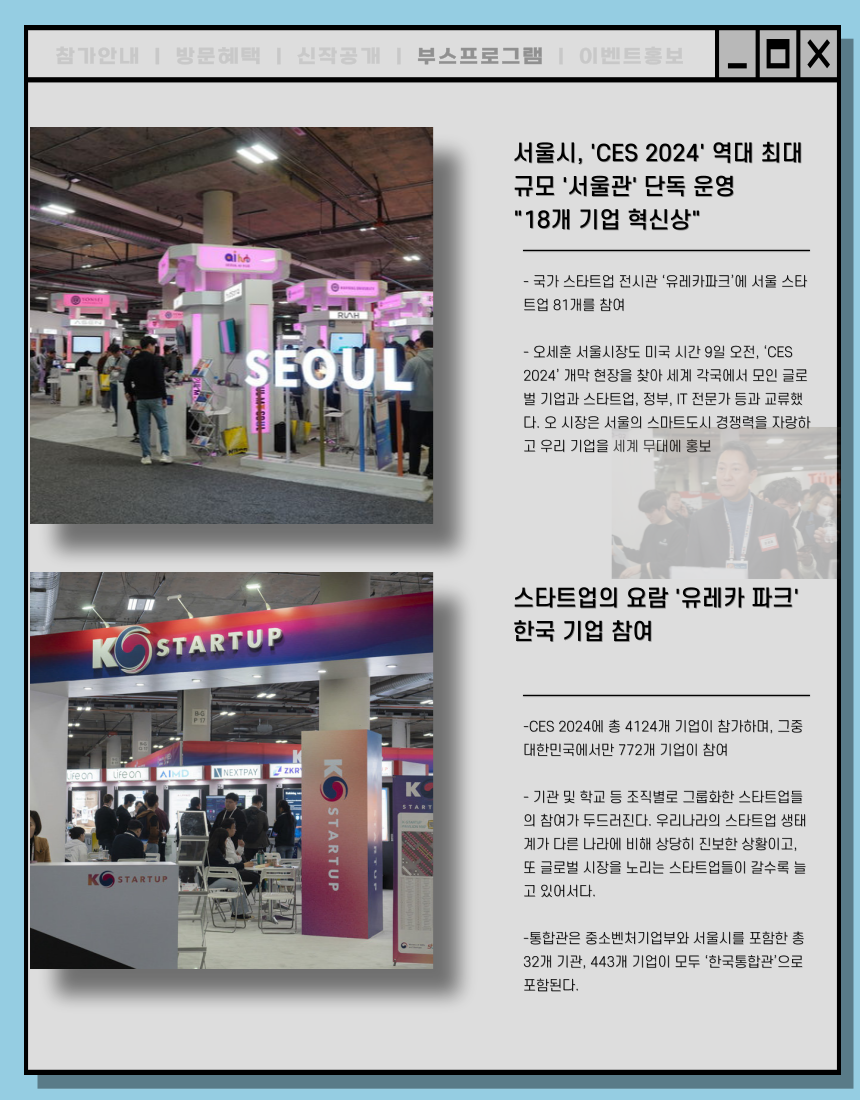 참가안내 | 방문혜택 | 신작공개 | 부스프로그램 | 이벤트홍보
서울시, 'CES 2024' 역대 최대
규모 '서울관' 단독 운영
"18개 기업 혁신상"
- 국가 스타트업 전시관 ‘유레카파크’에 서울 스타
트업 81개를 참여
- 오세훈 서울시장도 미국 시간 9일 오전, ‘CES
2024’ 개막 현장을 찾아 세계 각국에서 모인 글로
벌 기업과 스타트업, 정부, IT 전문가 등과 교류했
다. 오 시장은 서울의 스마트도시 경쟁력을 자랑하
고 우리 기업을 세계 무대에 홍보
RIAH
SEOUL
스타트업의 요람 '유레카 파크'
한국 기업 참여
-CES 2024에 총 4124개 기업이 참가하며, 그중
대한민국에서만 772개 기업이 참여
- 기관 및 학교 등 조직별로 그룹화한 스타트업들
의 참여가 두드러진다. 우리나라의 스타트업 생태
계가 다른 나라에 비해 상당히 진보한 상황이고,
또 글로벌 시장을 노리는 스타트업들이 갈수록 늘
고 있어서다.
-통합관은 중소벤처기업부와 서울시를 포함한 총
32개 기관, 443개 기업이 모두 ‘한국통합관’으로
포함된다.
K STARTUP
LiFEON
LiFEON
AIMD
NEXTPAY
K STARTUP
K STARTUP